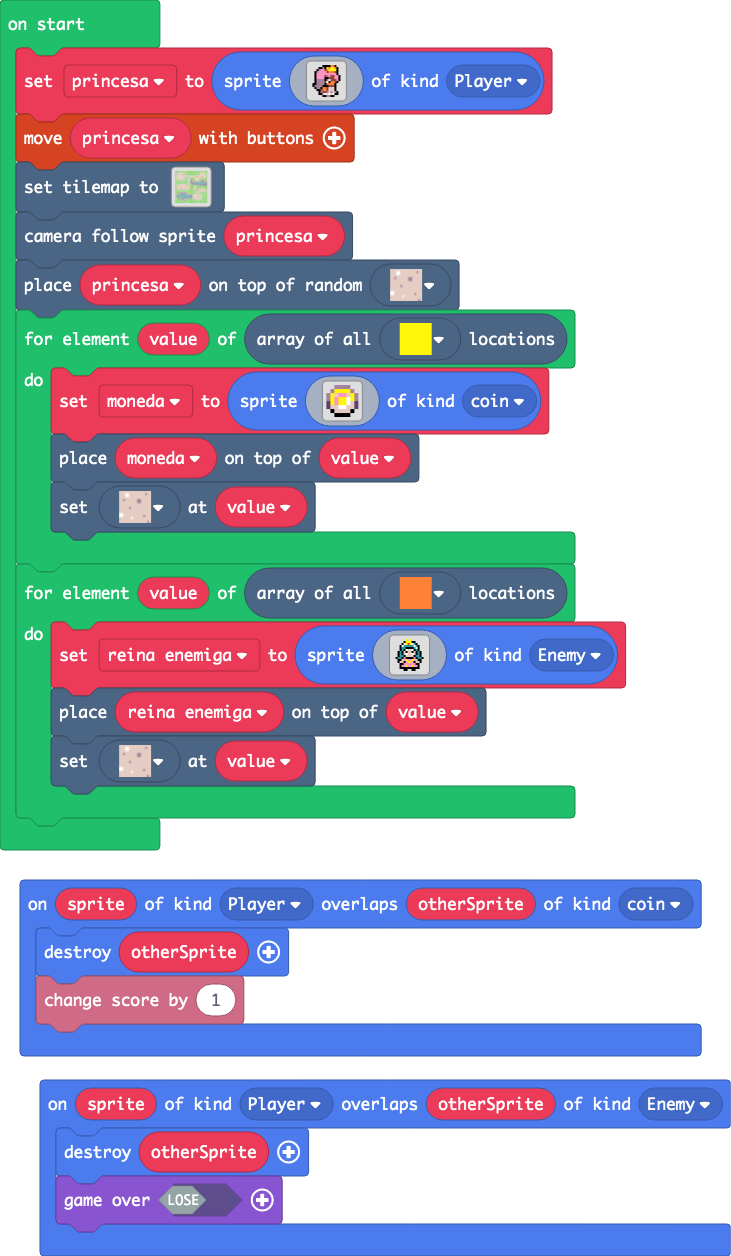 on start
set princesa to sprite of kind Player
move princesa with buttons
set tilemap to
camera follow sprite princesa
place princesa on top of random
for element value of array of all locations
do
set moneda to sprite of kind coin
place moneda on top of value
set at value
for element value of array of all locations
do
set reina enemiga to sprite of kind Enemy
place reina enemiga on top of value
set at value
on sprite of kind Player overlaps otherSprite of kind coin
destroy otherSprite
change score by 1
on sprite of kind Player overlaps otherSprite of kind Enemy
destroy otherSprite
game over LOSE